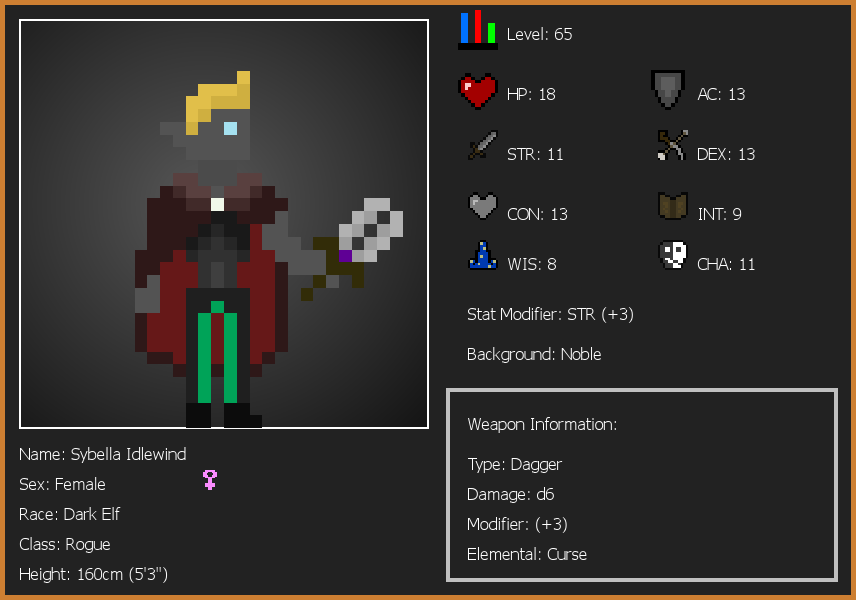 Level: 65
HP: 18
AC: 13
STR: 11
DEX: 13
CON: 13
INT: 9
WIS: 8
CHA: 11
Stat Modifier: STR (+3)
Background: Noble
Weapon Information:
Type: Dagger
Damage: d6
Modifier: (+3)
Elemental: Curse
Name: Sybella Idlewind
Sex: Female
Race: Dark Elf
Class: Rogue
Height: 160cm (5'3")